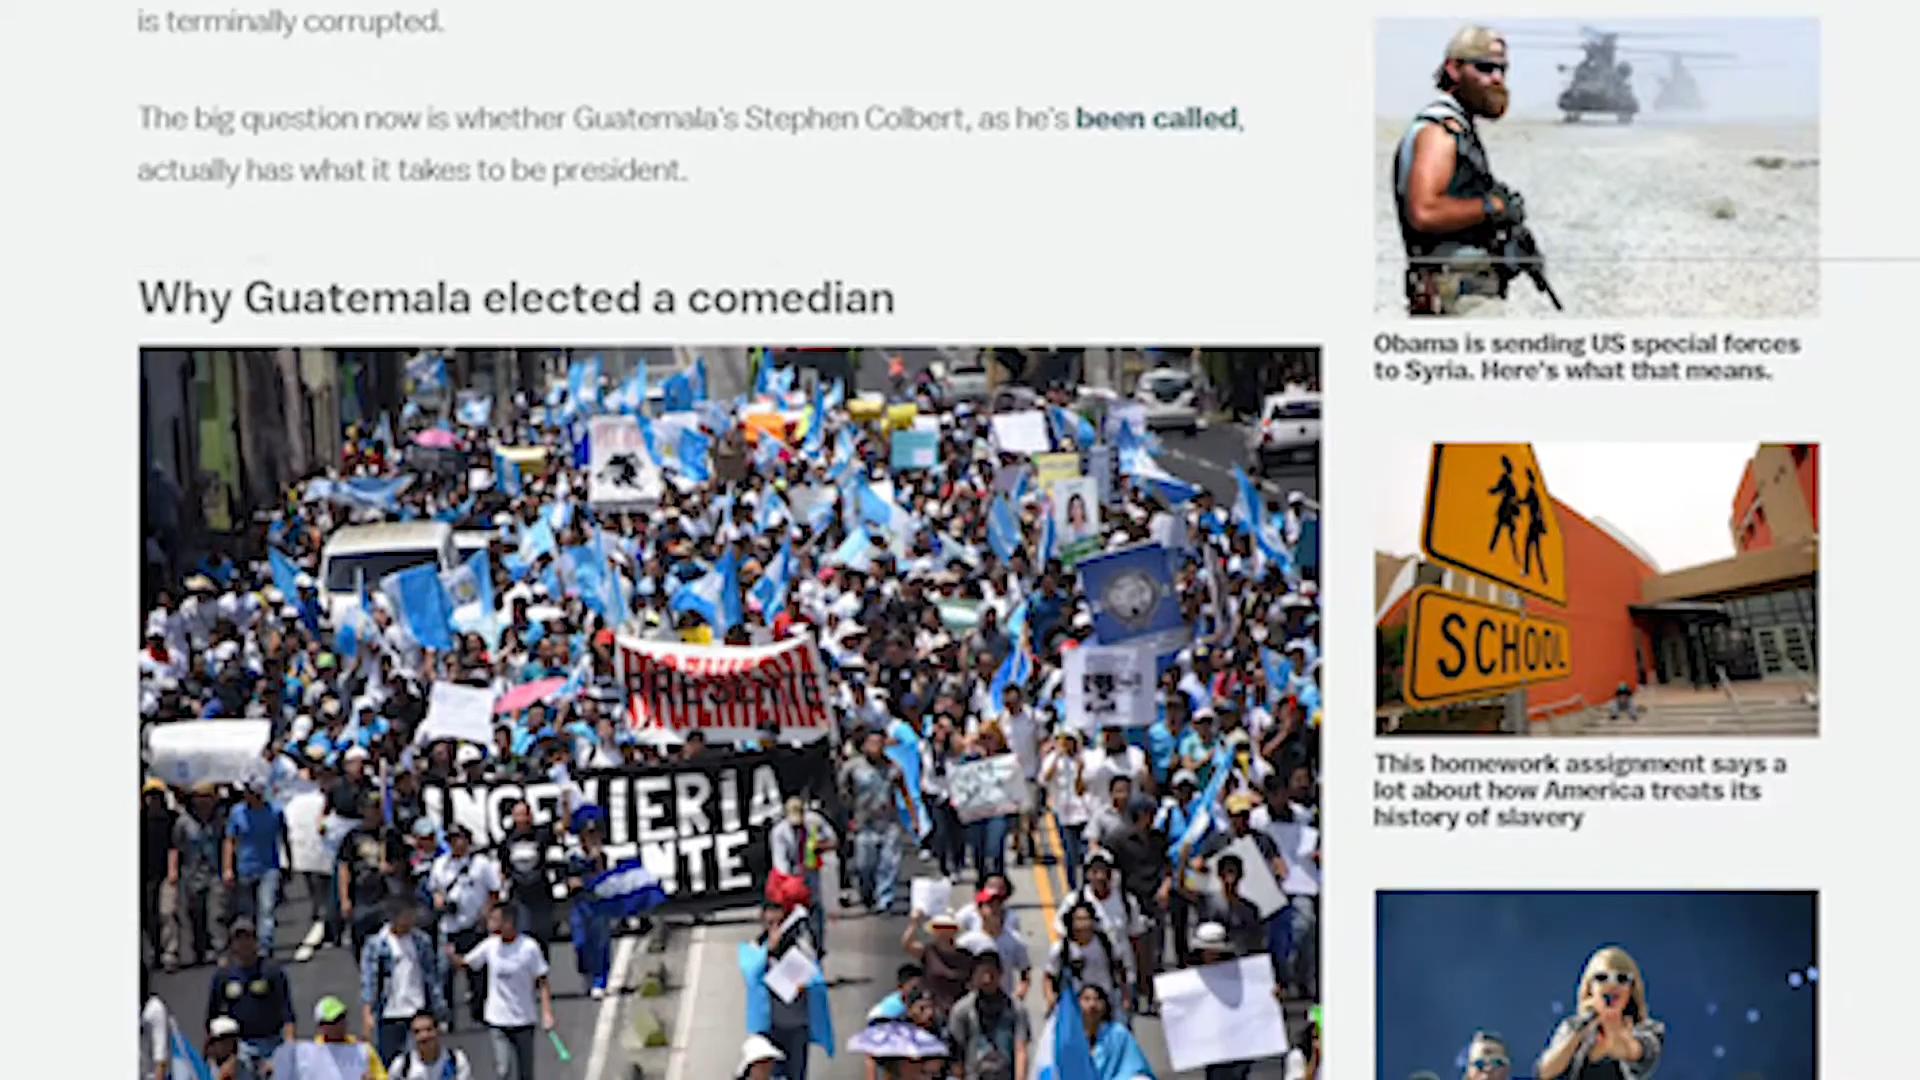 is terminally corrupted.
The big question now is whether Guatemala's Stephen Colbert, as he's been called,
actually has what it takes to be president.
Why Guatemala elected a comedian
INGENIERIA
Obama is sending US special forces
to Syria. Here's what that means.
SCHOOL
This homework assignment says a
lot about how America treats its
history of slavery